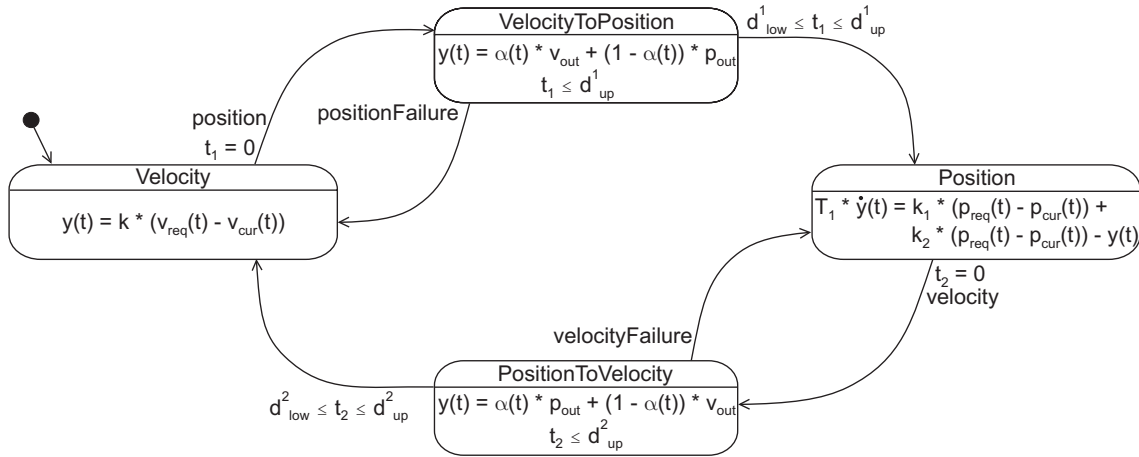 VelocityToPosition
y(t) = α(t) * v_out + (1 - α(t)) * p_out
t_1 ≤ d^1_up
d^1_low ≤ t_1 ≤ d^1_up
position
t_1 = 0
positionFailure
Velocity
y(t) = k * (v_req(t) - v_cur(t))
Position
T_1 * ẏ(t) = k_1 * (p_req(t) - p_cur(t)) +
k_2 * (p_req(t) - p_cur(t)) - y(t)
t_2 = 0
velocity
velocityFailure
PositionToVelocity
y(t) = α(t) * p_out + (1 - α(t)) * v_out
t_2 ≤ d^2_up
d^2_low ≤ t_2 ≤ d^2_up